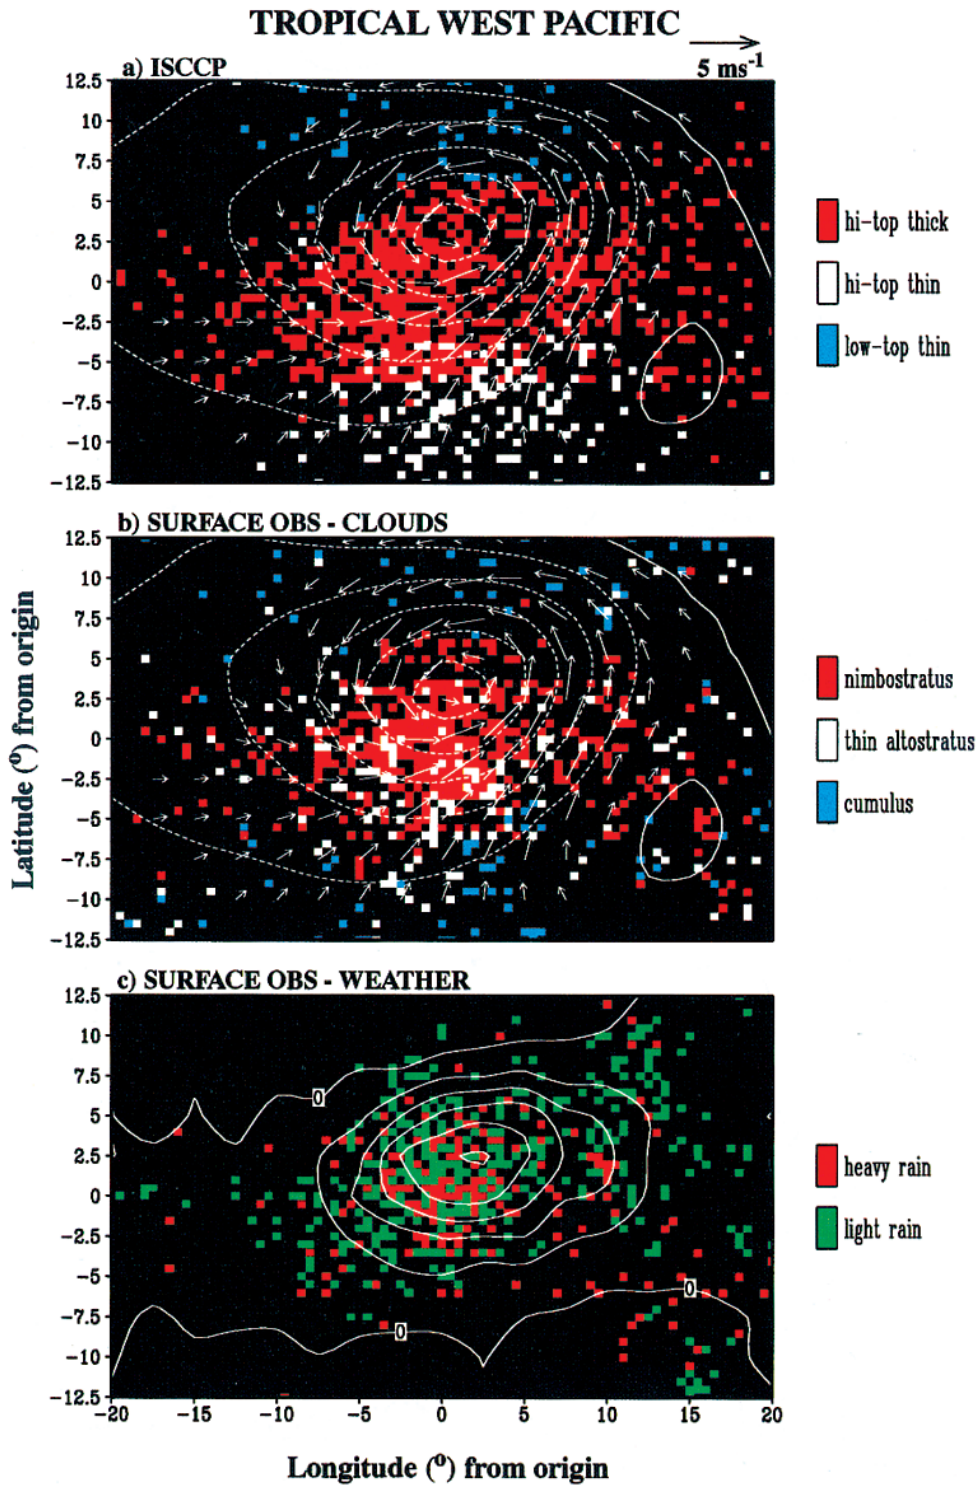 TROPICAL WEST PACIFIC
5 ms⁻¹
a) ISCCP
12.5
10
7.5
5
2.5
0
−2.5
−5
−7.5
−10
−12.5
hi-top thick
hi-top thin
low-top thin
b) SURFACE OBS - CLOUDS
12.5
10
7.5
5
2.5
0
−2.5
−5
−7.5
−10
−12.5
nimbostratus
thin altostratus
cumulus
Latitude (⁰) from origin
c) SURFACE OBS - WEATHER
12.5
10
7.5
5
2.5
0
−2.5
−5
−7.5
−10
−12.5
0
0
0
heavy rain
light rain
−20 −15 −10 −5 0 5 10 15 20
Longitude (⁰) from origin